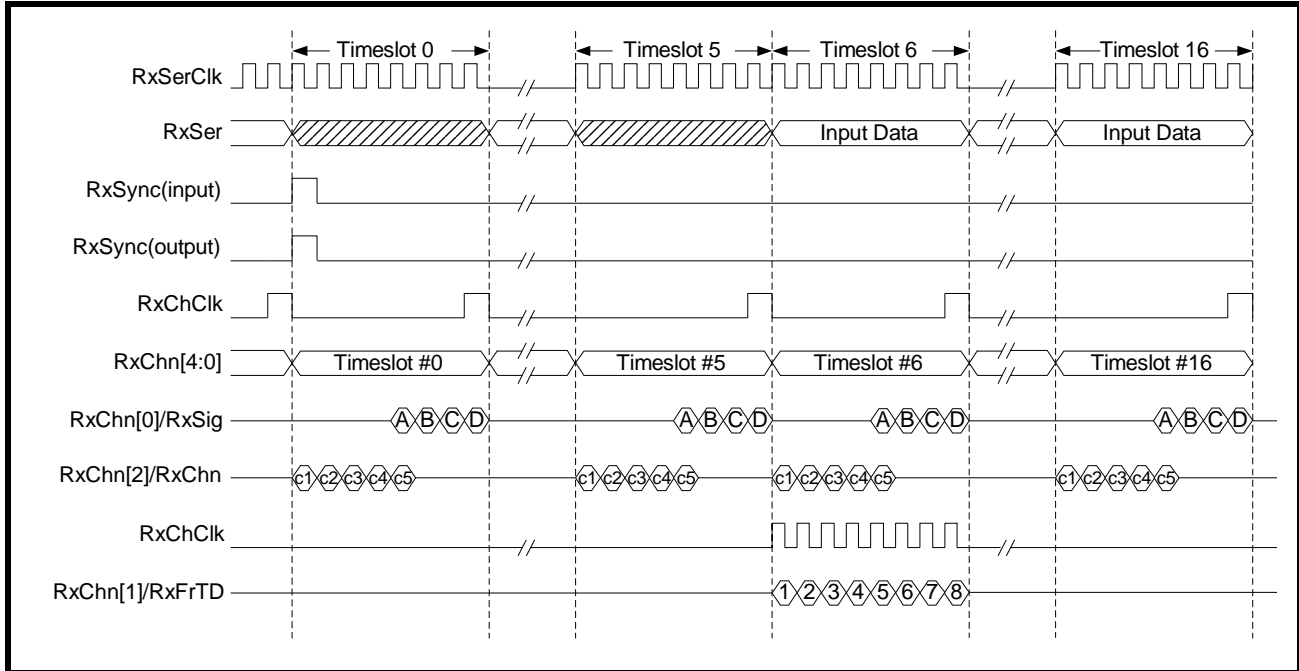 Timeslot 0 Timeslot 5 Timeslot 6 Timeslot 16
RxSerClk
RxSer Input Data Input Data
RxSync(input)
RxSync(output)
RxChClk
RxChn[4:0] Timeslot #0 Timeslot #5 Timeslot #6 Timeslot #16
RxChn[0]/RxSig A B C D A B C D A B C D A B C D
RxChn[2]/RxChn c1 c2 c3 c4 c5 c1 c2 c3 c4 c5 c1 c2 c3 c4 c5 c1 c2 c3 c4 c5
RxChClk
RxChn[1]/RxFrTD 1 2 3 4 5 6 7 8